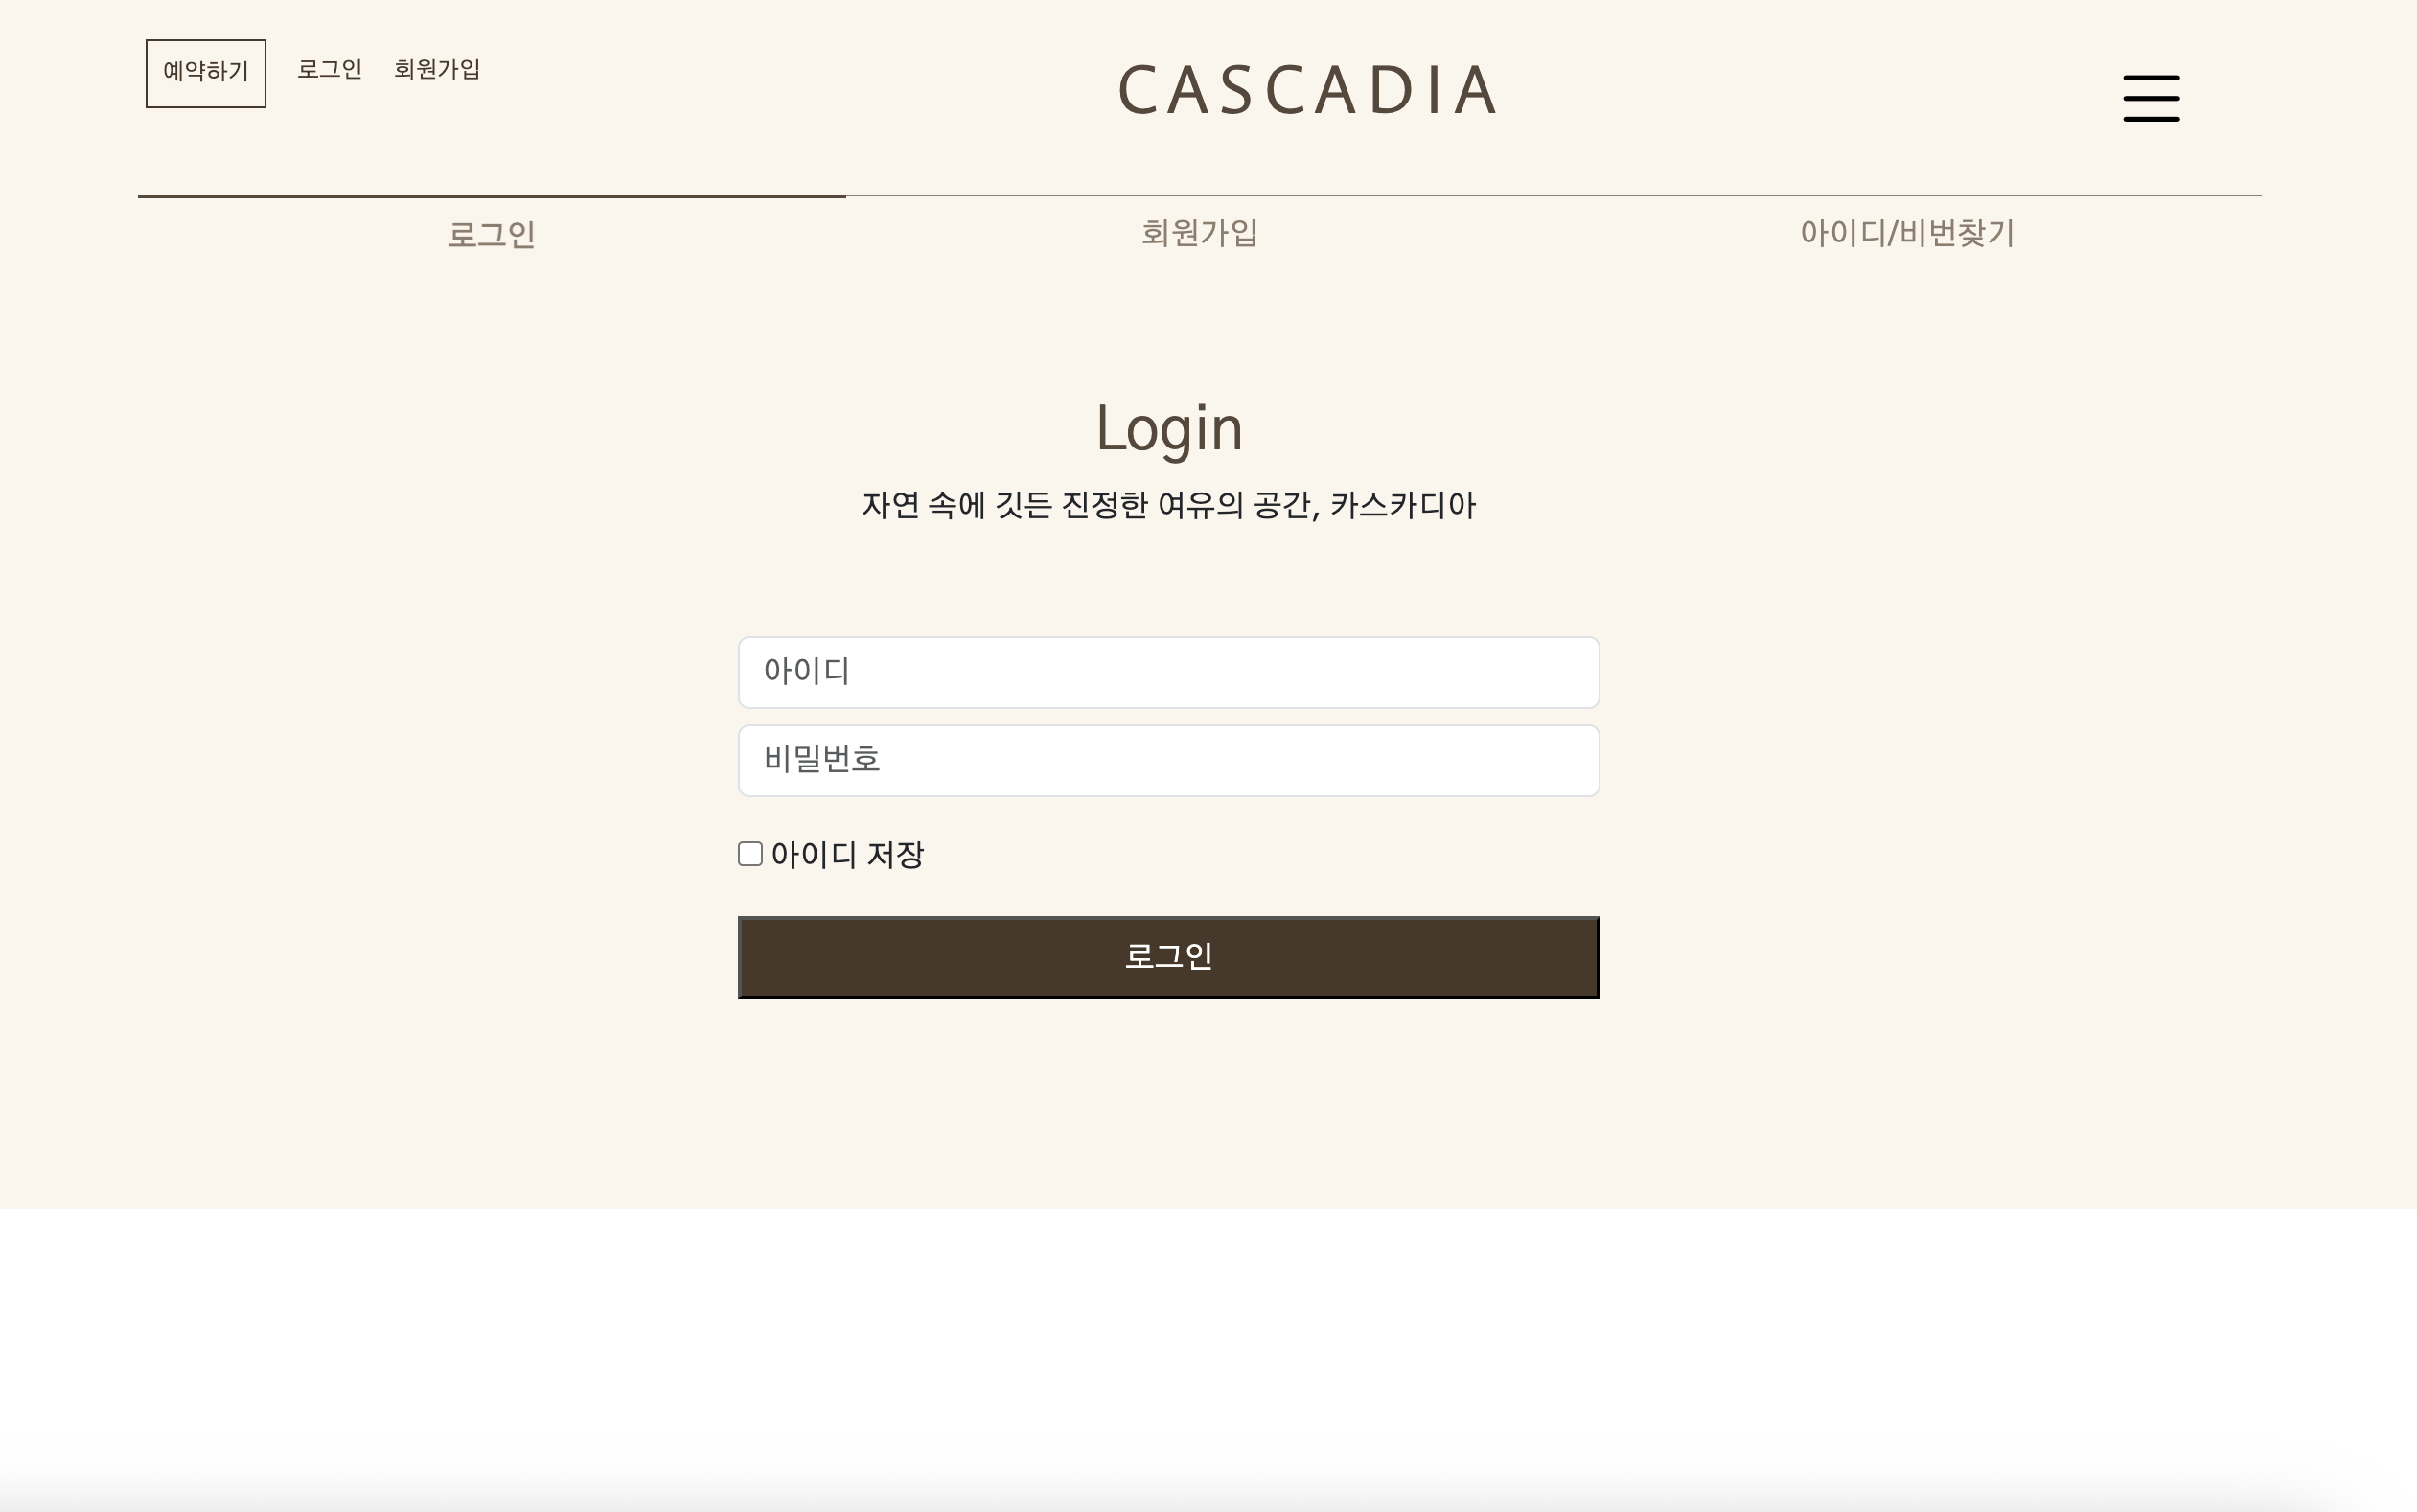 예약하기 로그인 회원가입 CASCADIA
로그인 회원가입 아이디/비번찾기
Login
자연 속에 깃든 진정한 여유의 공간, 카스카디아
아이디
비밀번호
아이디 저장
로그인